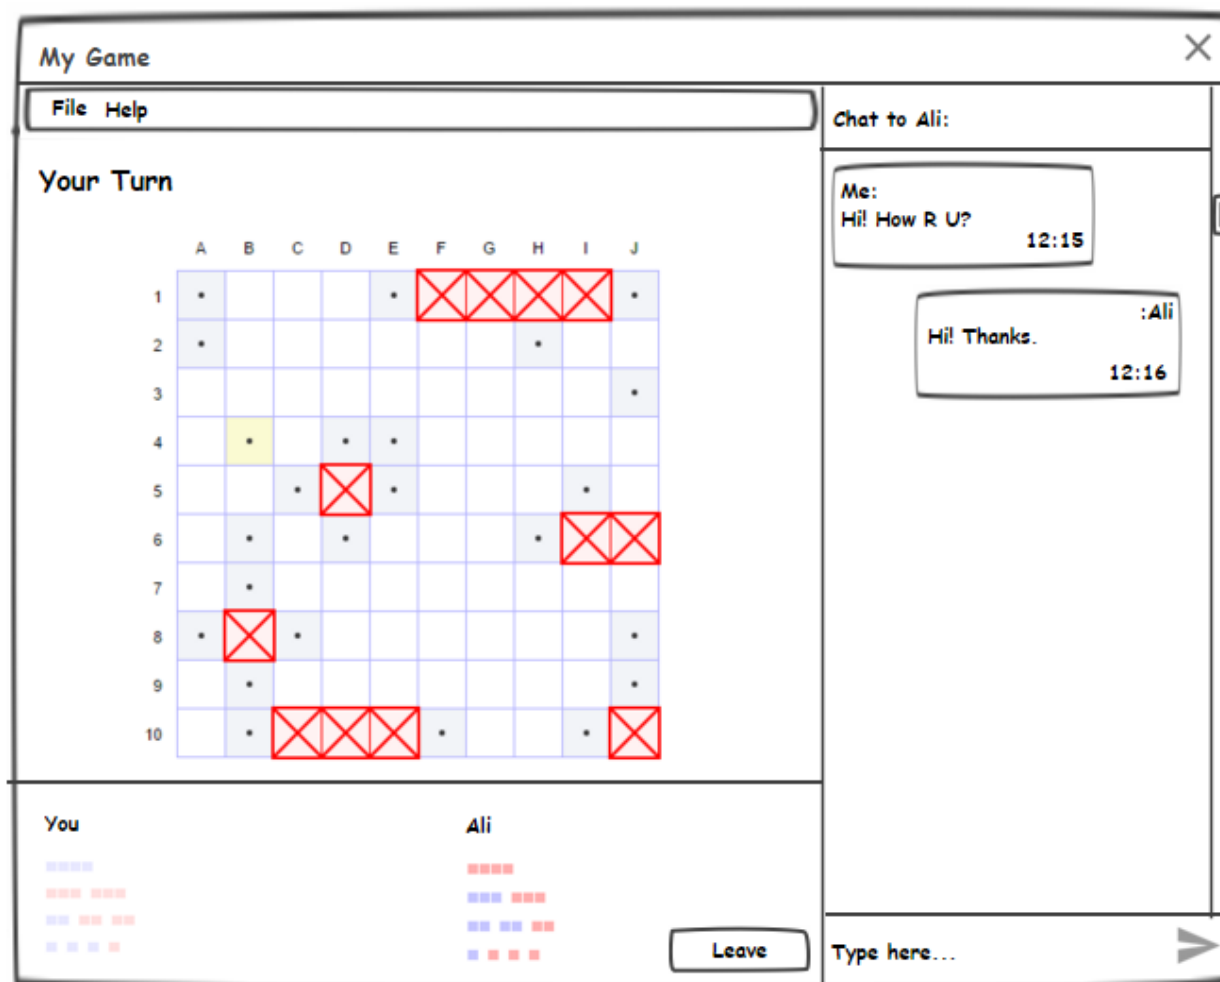 My Game
File Help
Your Turn
A B C D E F G H I J
1
2
3
4
5
6
7
8
9
10
You
Ali
Leave
Chat to Ali:
Me:
Hi! How R U?
12:15
:Ali
Hi! Thanks.
12:16
Type here...